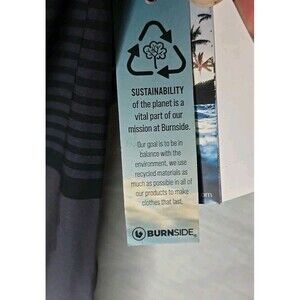 SUSTAINABILITY
of the planet is a
vital part of our
mission at Burnside.
Our goal is to be in
balance with the
environment, we use
recycled materials as
much as possible in all of
our products to make
clothes that last.
BURNSIDE®
om